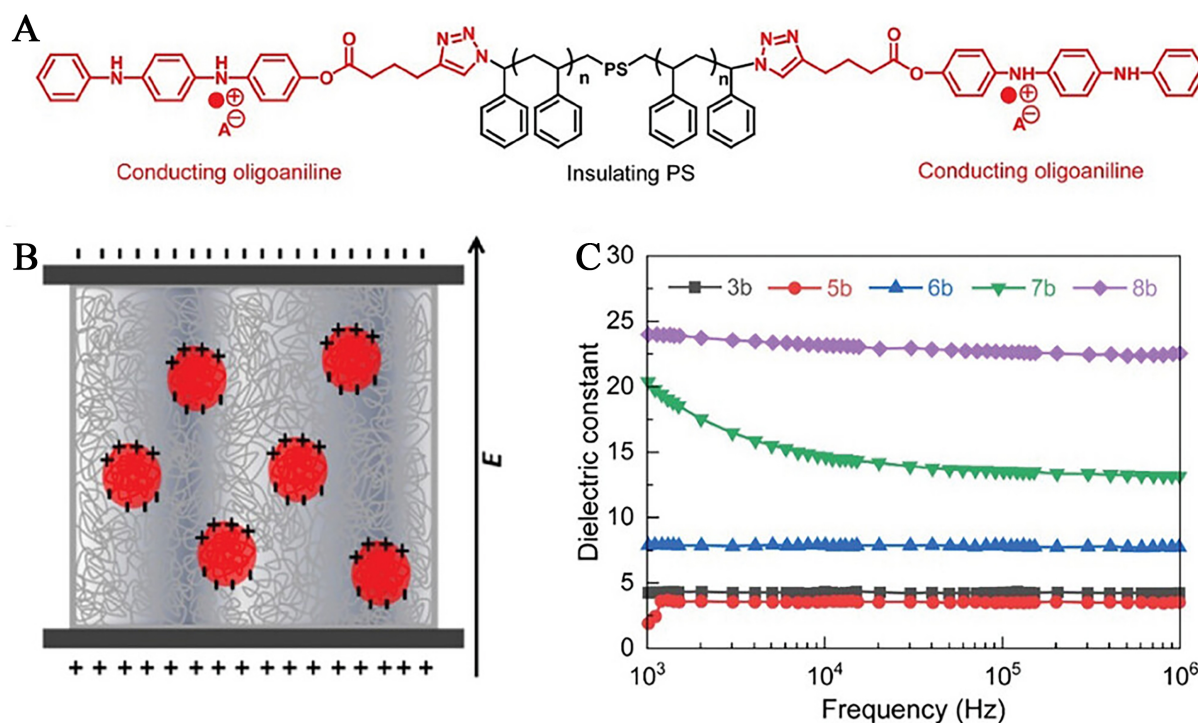 A
H N
H N
O
O
N=N
N
n
PS
n
N=N
N
O
O
NH
NH
A
A
Conducting oligoaniline
Insulating PS
Conducting oligoaniline
B
E
C
Dielectric constant
30
25
20
15
10
5
0
3b 5b 6b 7b 8b
10³ 10⁴ 10⁵ 10⁶
Frequency (Hz)